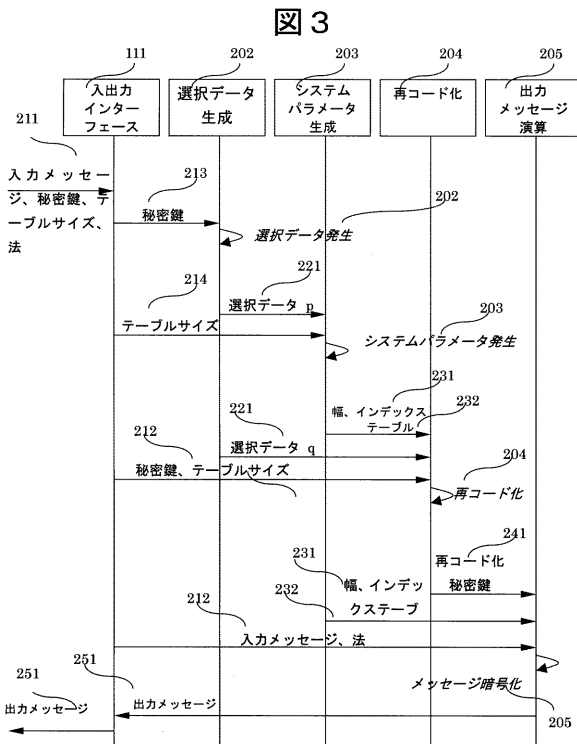 図3
111
202
203
204
205
入出力
インター
フェース
選択データ
生成
システム
パラメータ
生成
再コード化
出力
メッセージ
演算
211
入力メッセー
ジ、秘密鍵、テ
ーブルサイズ、
法
213
秘密鍵
202
選択データ発生
221
選択データ p
214
テーブルサイズ
203
システムパラメータ発生
231
幅、インデックス
232
テーブル
221
選択データ q
212
秘密鍵、テーブルサイズ
204
再コード化
241
再コード化
秘密鍵
231
幅、インデッ
232
クステーブ
212
入力メッセージ、法
メッセージ暗号化
205
251
出力メッセージ
251
出力メッセージ